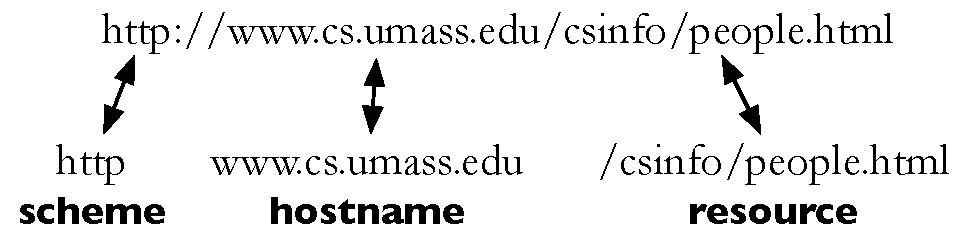 http://www.cs.umass.edu/csinfo/people.html
http www.cs.umass.edu /csinfo/people.html
scheme hostname resource